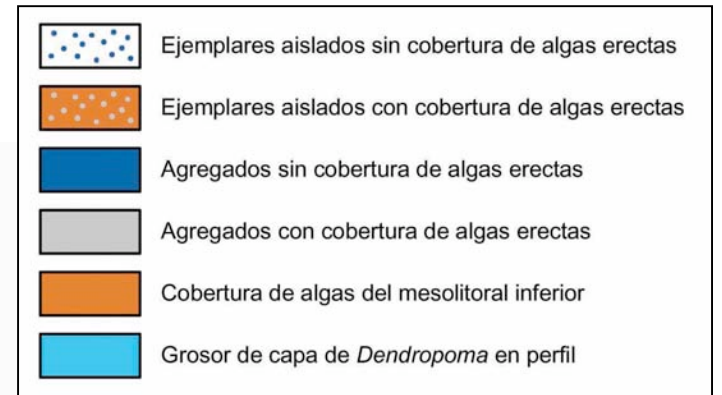 Ejemplares aislados sin cobertura de algas erectas
Ejemplares aislados con cobertura de algas erectas
Agregados sin cobertura de algas erectas
Agregados con cobertura de algas erectas
Cobertura de algas del mesolitoral inferior
Grosor de capa de Dendropoma en perfil